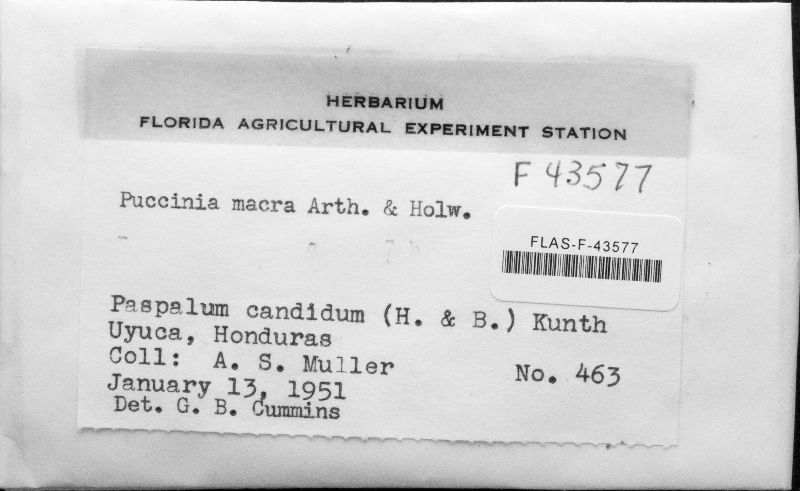 HERBARIUM
FLORIDA AGRICULTURAL EXPERIMENT STATION
F 43577
Puccinia macra Arth. & Holw.
FLAS-F-43577
Paspalum candidum (H. & B.) Kunth
Uyuca, Honduras
Coll: A. S. Muller No. 463
January 13, 1951
Det. G. B. Cummins